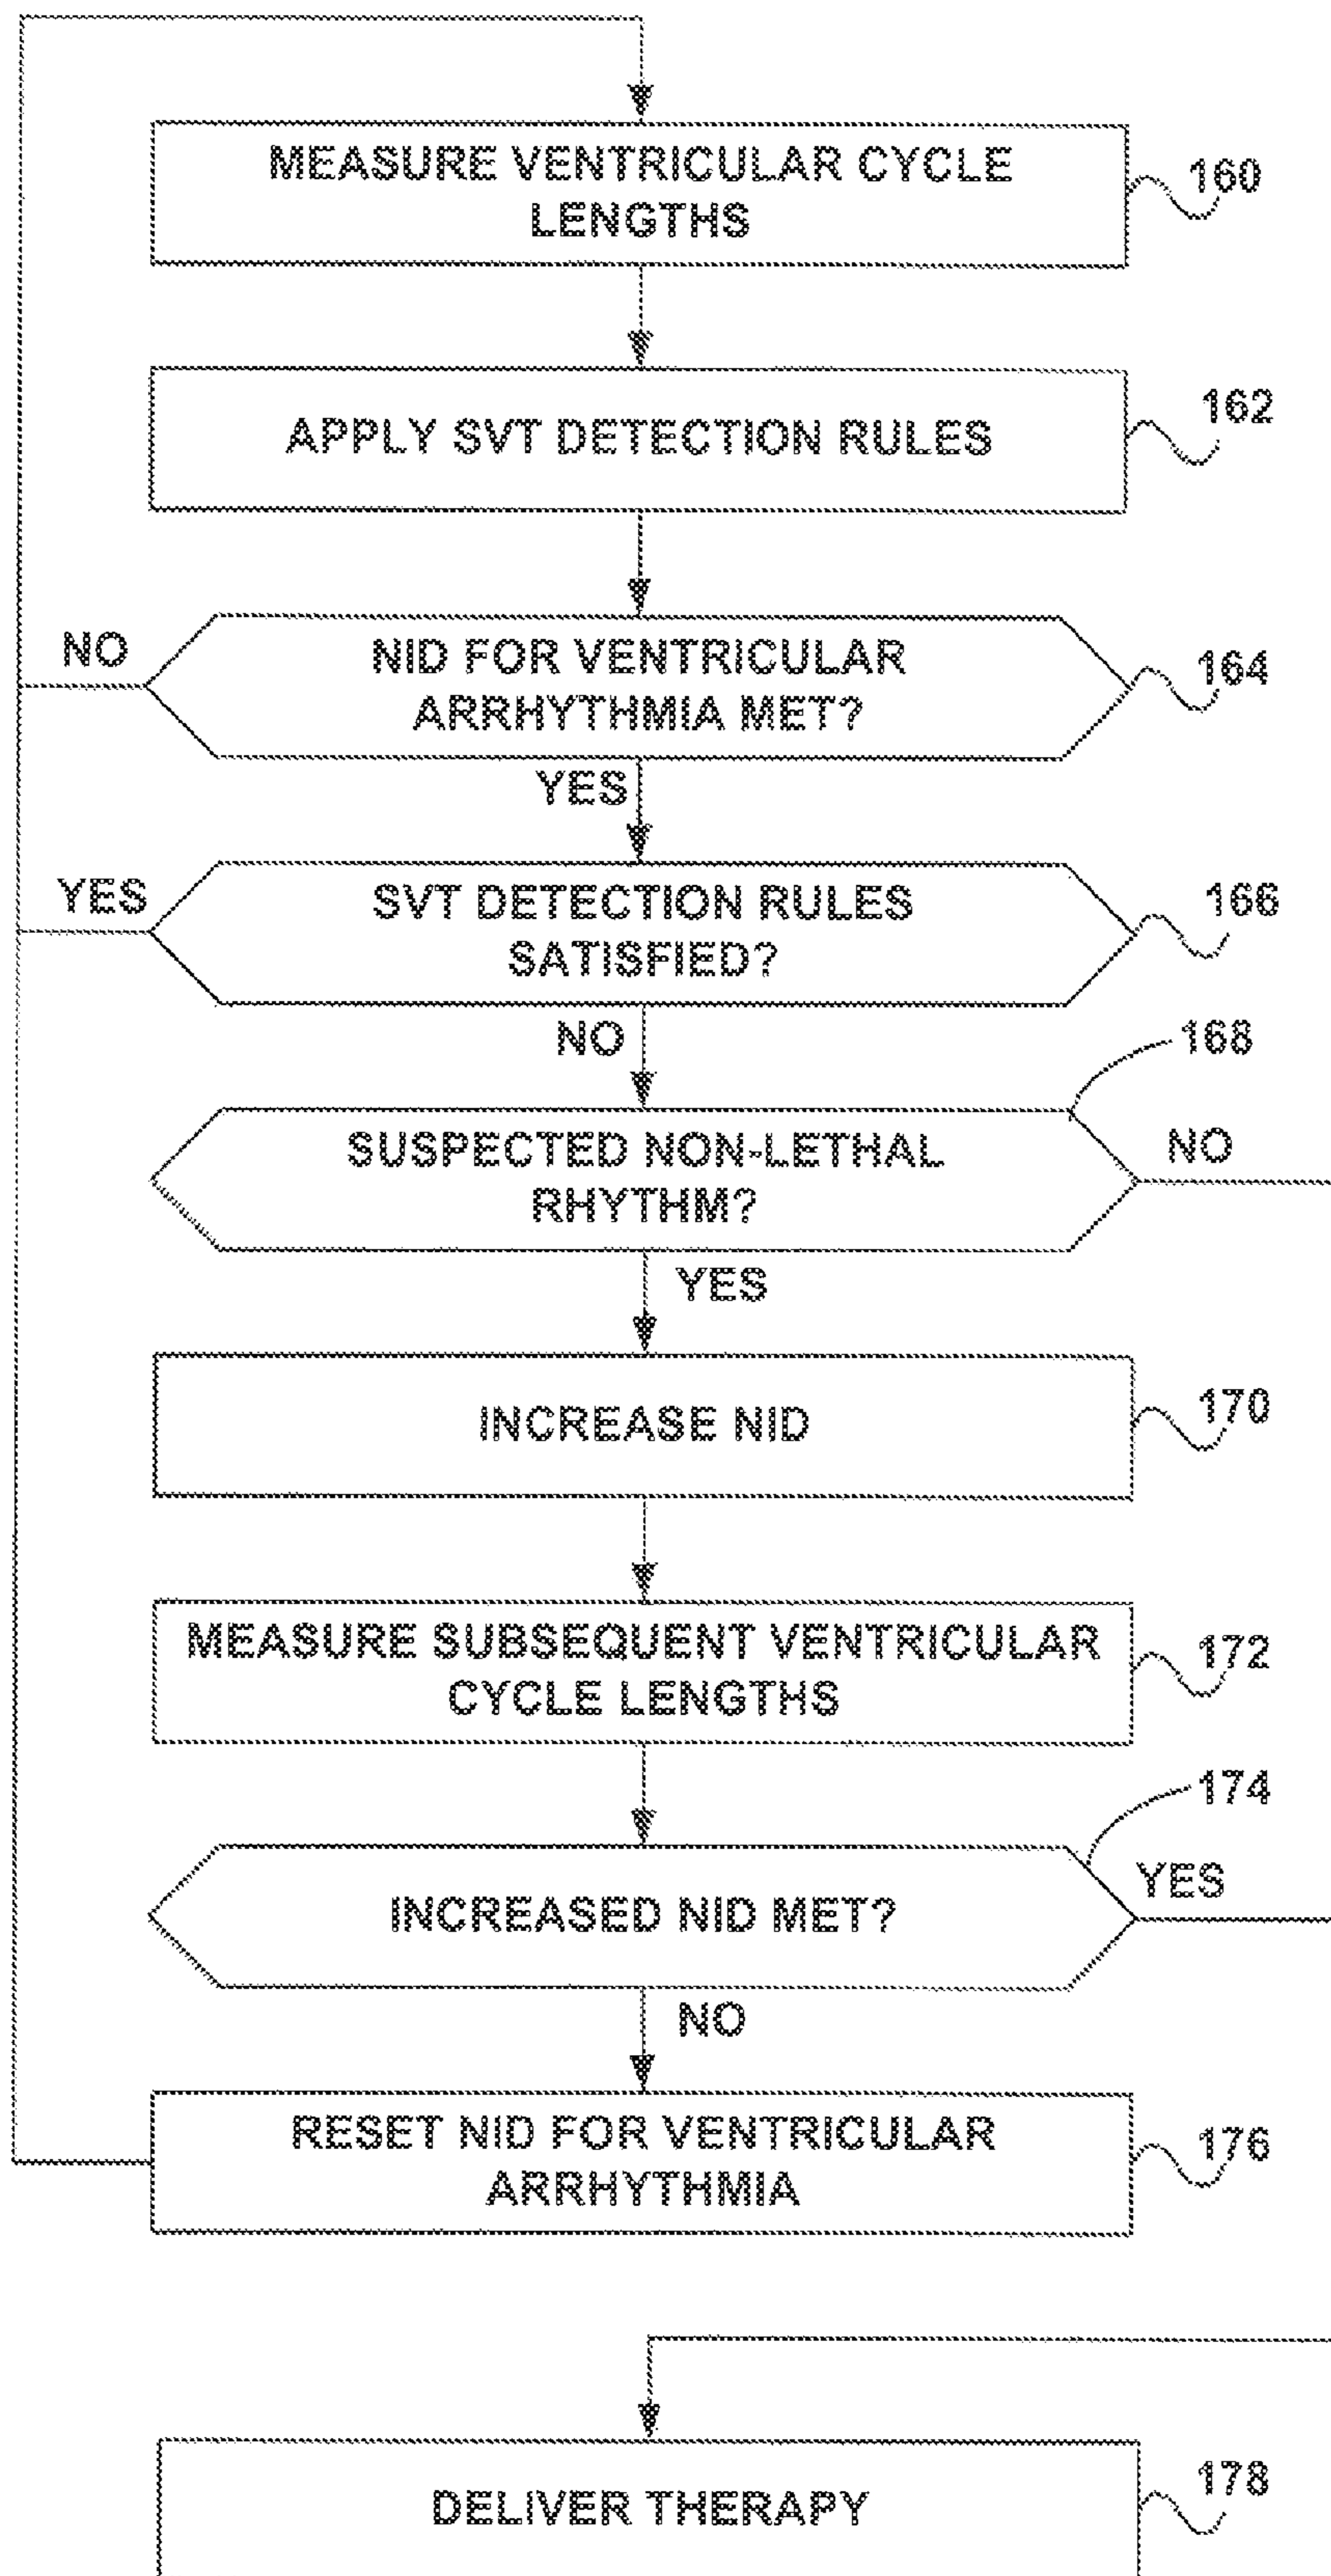 MEASURE VENTRICULAR CYCLE
LENGTHS
160
APPLY SVT DETECTION RULES
162
NO
NID FOR VENTRICULAR
ARRHYTHMIA MET?
164
YES
YES
SVT DETECTION RULES
SATISFIED?
166
NO
168
SUSPECTED NON-LETHAL
RHYTHM?
NO
YES
INCREASE NID
170
MEASURE SUBSEQUENT VENTRICULAR
CYCLE LENGTHS
172
174
INCREASED NID MET?
YES
NO
RESET NID FOR VENTRICULAR
ARRHYTHMIA
176
DELIVER THERAPY
178